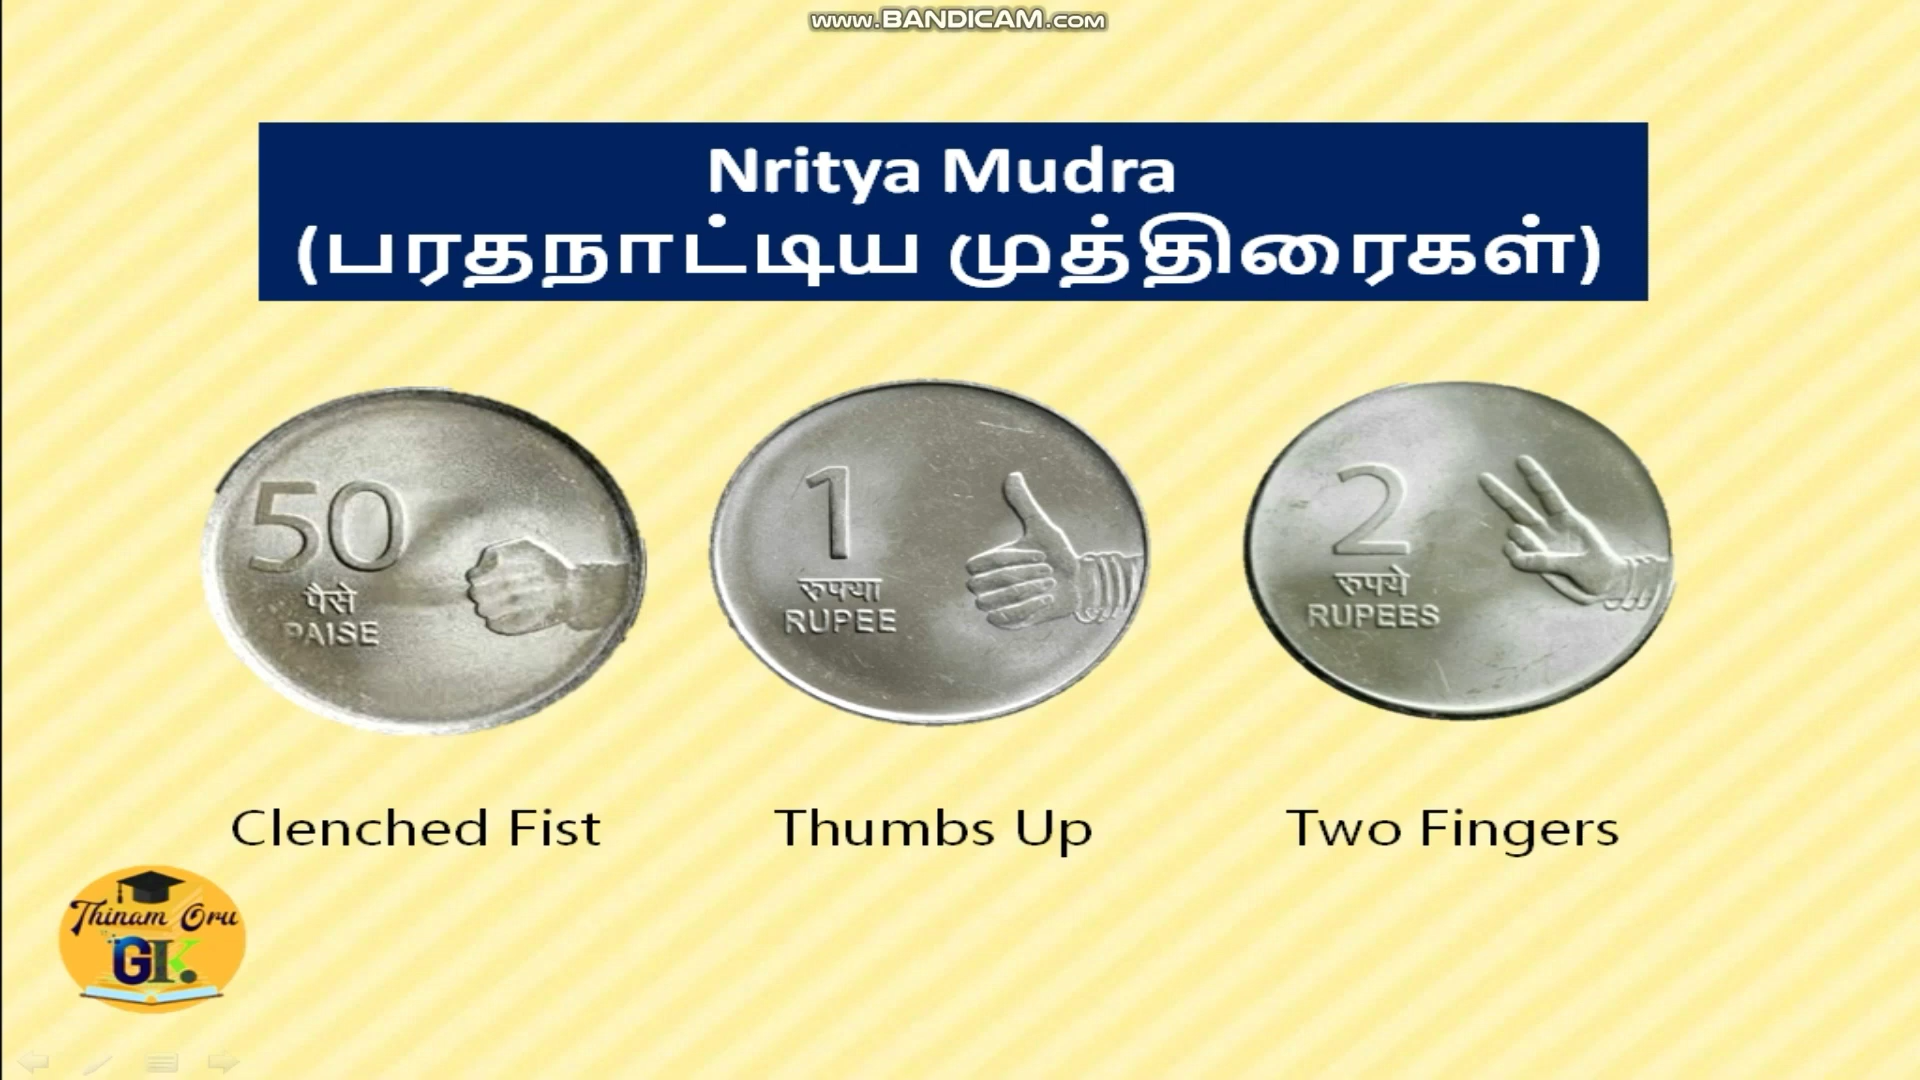 www.BANDICAM.com
Nritya Mudra
(பரதநாட்டிய முத்திரைகள்)
50
पैसे
PAISE
1
रुपया
RUPEE
2
रुपये
RUPEES
Clenched Fist
Thumbs Up
Two Fingers
Thinam Oru
GK